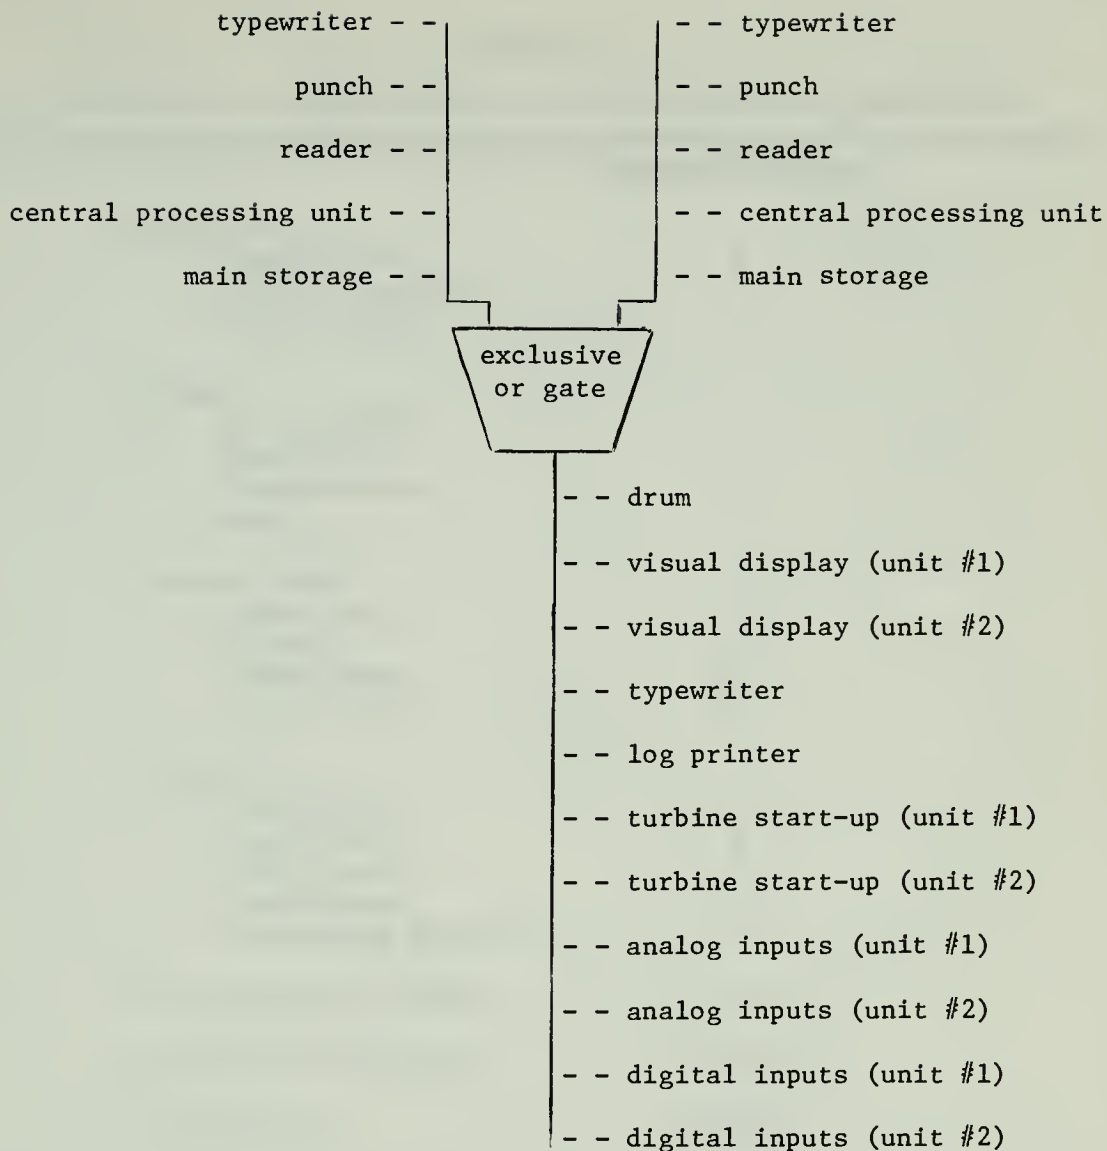 typewriter - - - - typewriter
punch - - - - punch
reader - - - - reader
central processing unit - - - - central processing unit
main storage - - - - main storage
exclusive
or gate
- - drum
- - visual display (unit #1)
- - visual display (unit #2)
- - typewriter
- - log printer
- - turbine start-up (unit #1)
- - turbine start-up (unit #2)
- - analog inputs (unit #1)
- - analog inputs (unit #2)
- - digital inputs (unit #1)
- - digital inputs (unit #2)